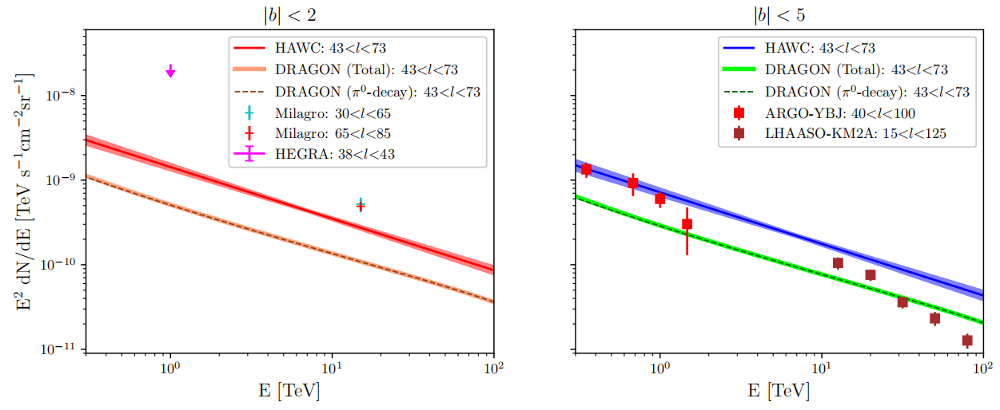 |b| < 2
|b| < 5
E² dN/dE [TeV s⁻¹cm⁻²sr⁻¹]
10⁻⁸
10⁻⁹
10⁻¹⁰
10⁻¹¹
HAWC: 43<l<73
DRAGON (Total): 43<l<73
DRAGON (π⁰-decay): 43<l<73
Milagro: 30<l<65
Milagro: 65<l<85
HEGRA: 38<l<43
10⁰
10¹
10²
E [TeV]
HAWC: 43<l<73
DRAGON (Total): 43<l<73
DRAGON (π⁰-decay): 43<l<73
ARGO-YBJ: 40<l<100
LHAASO-KM2A: 15<l<125
10⁰
10¹
10²
E [TeV]